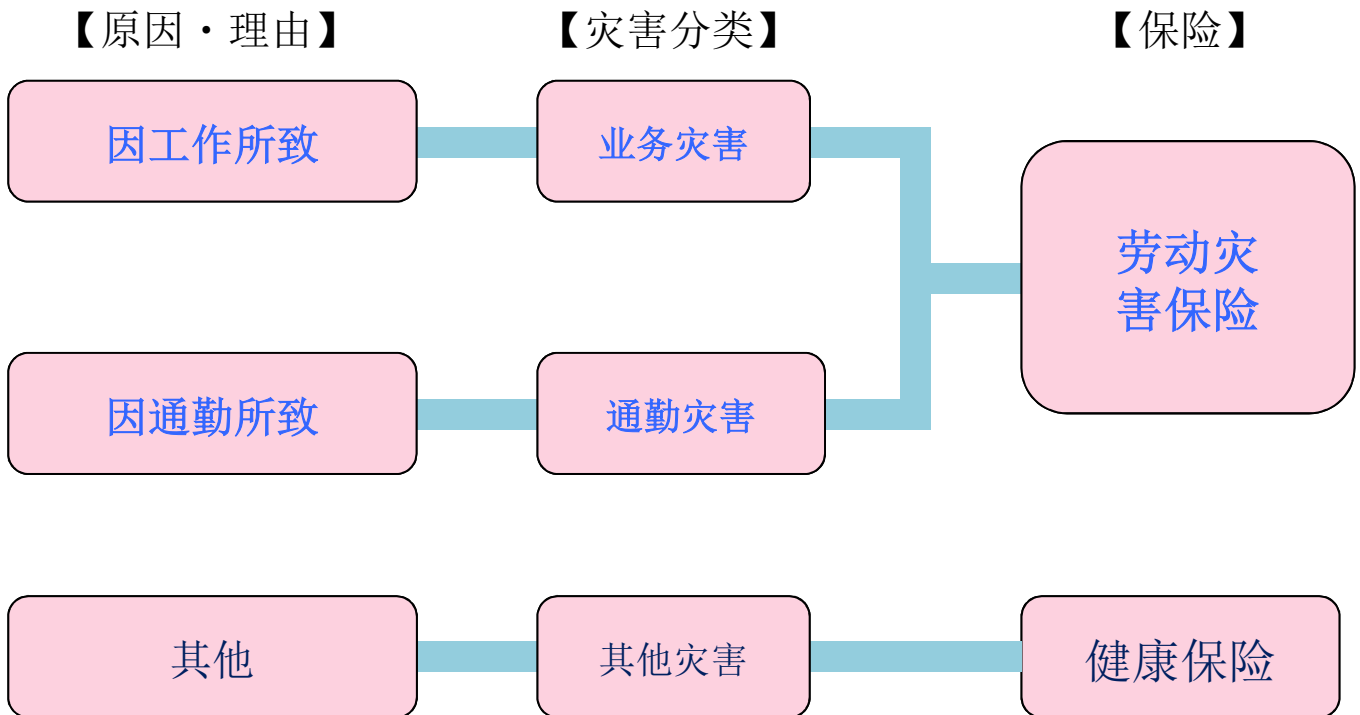 【原因・理由】
【灾害分类】
【保险】
因工作所致
业务灾害
劳动灾
害保险
因通勤所致
通勤灾害
其他
其他灾害
健康保险